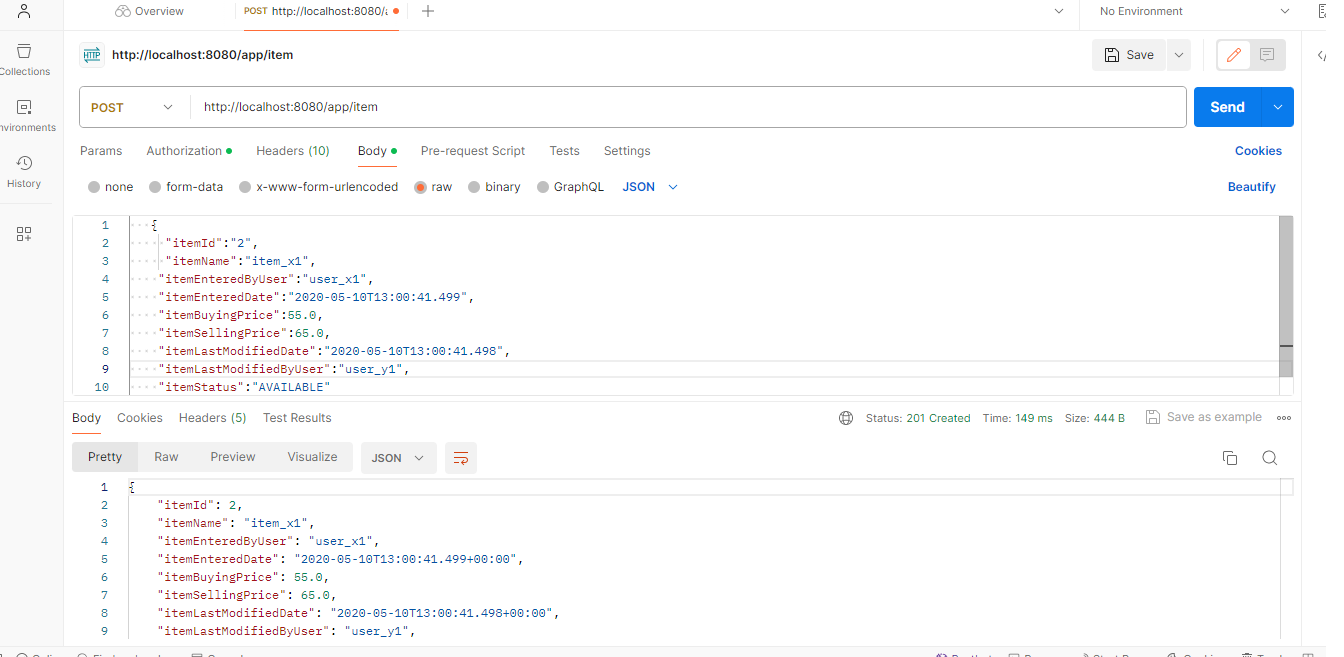 Overview POST http://localhost:8080/a No Environment
HTTP http://localhost:8080/app/item Save
Collections
POST http://localhost:8080/app/item Send
nvironments
Params Authorization Headers (10) Body Pre-request Script Tests Settings Cookies
History
none form-data x-www-form-urlencoded raw binary GraphQL JSON Beautify
1 {
2 "itemId":"2",
3 "itemName":"item_x1",
4 "itemEnteredByUser":"user_x1",
5 "itemEnteredDate":"2020-05-10T13:00:41.499",
6 "itemBuyingPrice":55.0,
7 "itemSellingPrice":65.0,
8 "itemLastModifiedDate":"2020-05-10T13:00:41.498",
9 "itemLastModifiedByUser":"user_y1",
10 "itemStatus":"AVAILABLE"
Body Cookies Headers (5) Test Results Status: 201 Created Time: 149 ms Size: 444 B Save as example
Pretty Raw Preview Visualize JSON
1 {
2 "itemId": 2,
3 "itemName": "item_x1",
4 "itemEnteredByUser": "user_x1",
5 "itemEnteredDate": "2020-05-10T13:00:41.499+00:00",
6 "itemBuyingPrice": 55.0,
7 "itemSellingPrice": 65.0,
8 "itemLastModifiedDate": "2020-05-10T13:00:41.498+00:00",
9 "itemLastModifiedByUser": "user_y1",